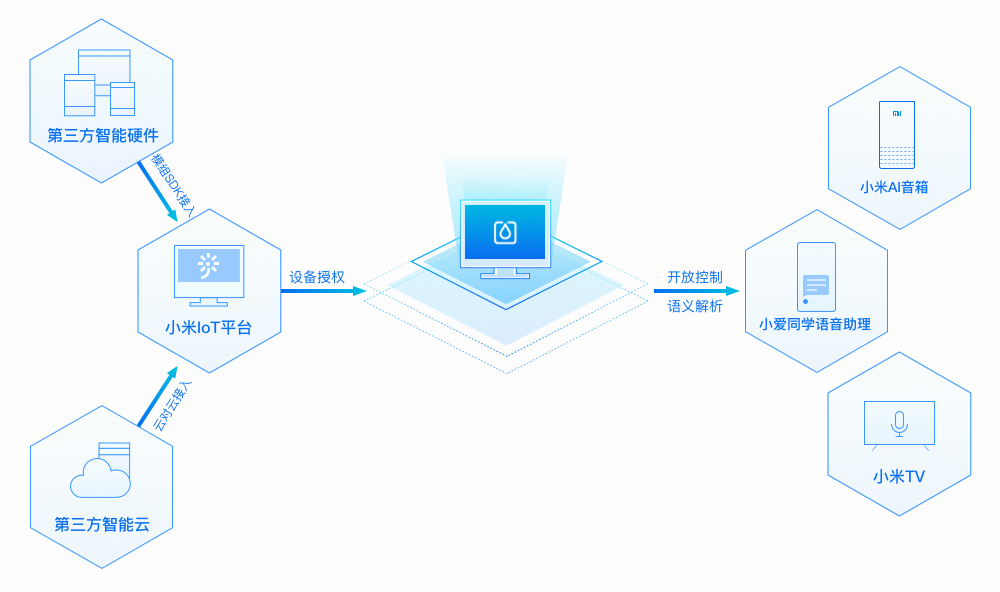 第三方智能硬件
模组SDK接入
小米IoT平台
云对云接入
第三方智能云
设备授权
开放控制
语义解析
小米AI音箱
小爱同学语音助理
小米TV